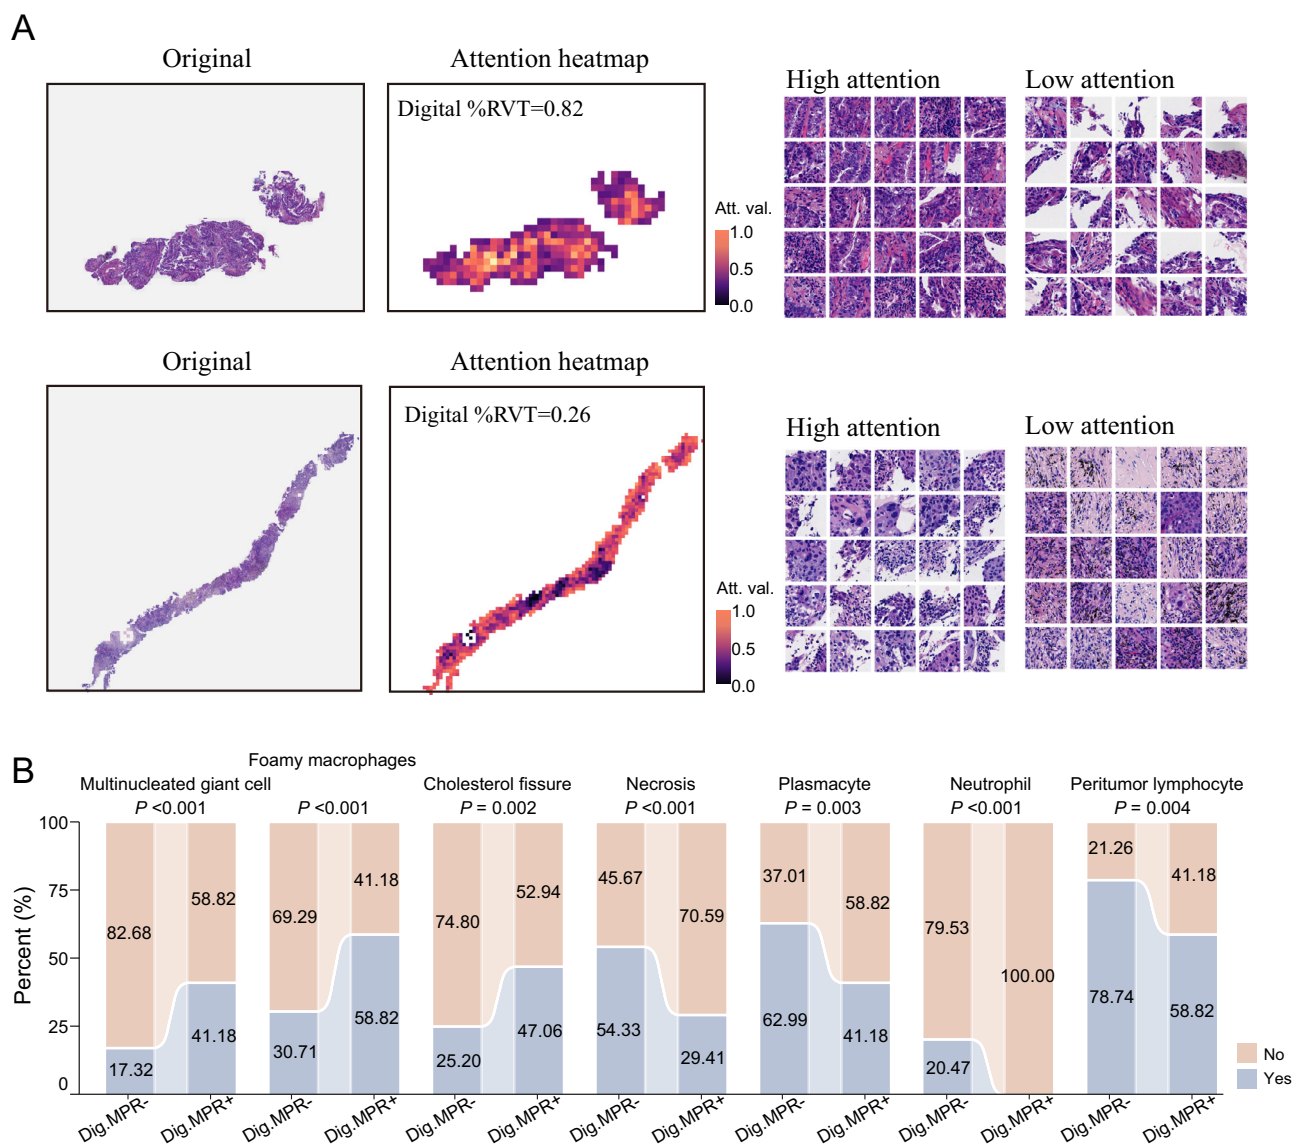 A
Original
Attention heatmap
High attention
Low attention
Digital %RVT=0.82
Att. val.
1.0
0.5
0.0
Original
Attention heatmap
High attention
Low attention
Digital %RVT=0.26
Att. val.
1.0
0.5
0.0
B
Foamy macrophages
Multinucleated giant cell
Cholesterol fissure
Necrosis
Plasmacyte
Neutrophil
Peritumor lymphocyte
P <0.001
P <0.001
P = 0.002
P <0.001
P = 0.003
P <0.001
P = 0.004
Percent (%)
100
75
50
25
0
82.68
17.32
58.82
41.18
69.29
30.71
41.18
58.82
74.80
25.20
52.94
47.06
45.67
54.33
70.59
29.41
37.01
62.99
58.82
41.18
79.53
20.47
100.00
21.26
78.74
41.18
58.82
No
Yes
Dig.MPR-
Dig.MPR+
Dig.MPR-
Dig.MPR+
Dig.MPR-
Dig.MPR+
Dig.MPR-
Dig.MPR+
Dig.MPR-
Dig.MPR+
Dig.MPR-
Dig.MPR+
Dig.MPR-
Dig.MPR+